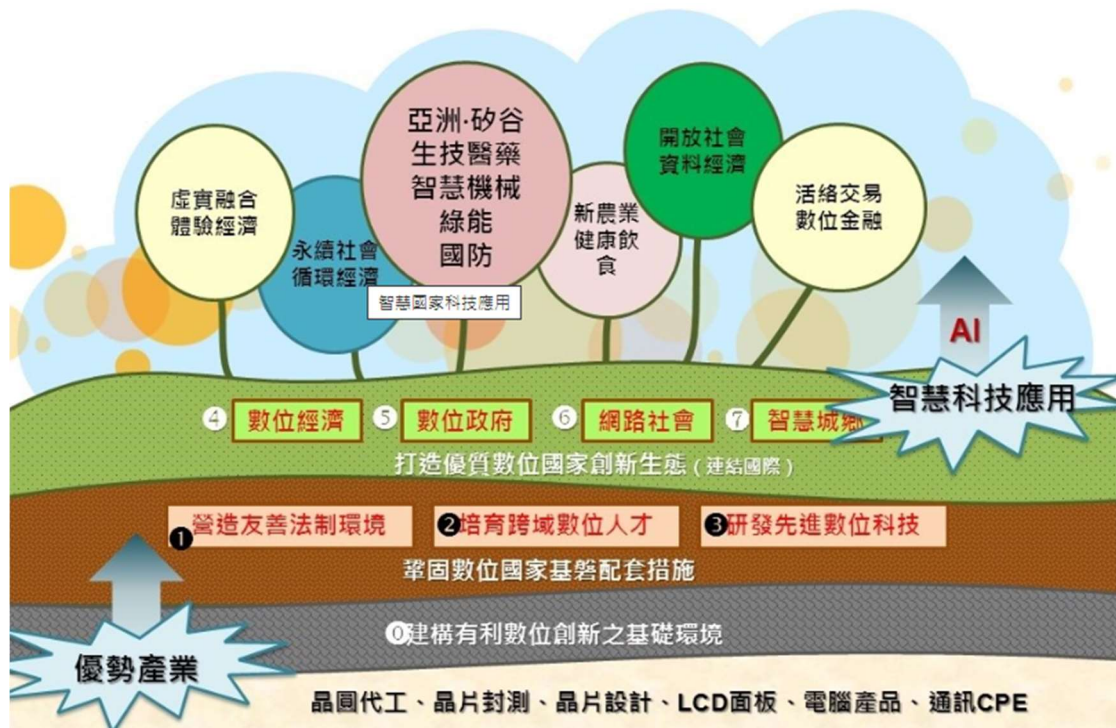 亞洲·矽谷
生技醫藥
智慧機械
綠能
國防
開放社會
資料經濟
虛實融合
體驗經濟
活絡交易
數位金融
新農業
健康飲
食
永續社會
循環經濟
智慧國家科技應用
AI
智慧科技應用
4 數位經濟 5 數位政府 6 網路社會 7 智慧城鄉
打造優質數位國家創新生態(連結國際)
1 營造友善法制環境 2 培育跨域數位人才 3 研發先進數位科技
鞏固數位國家基磐配套措施
0 建構有利數位創新之基礎環境
優勢產業
晶圓代工、晶片封測、晶片設計、LCD面板、電腦產品、通訊CPE